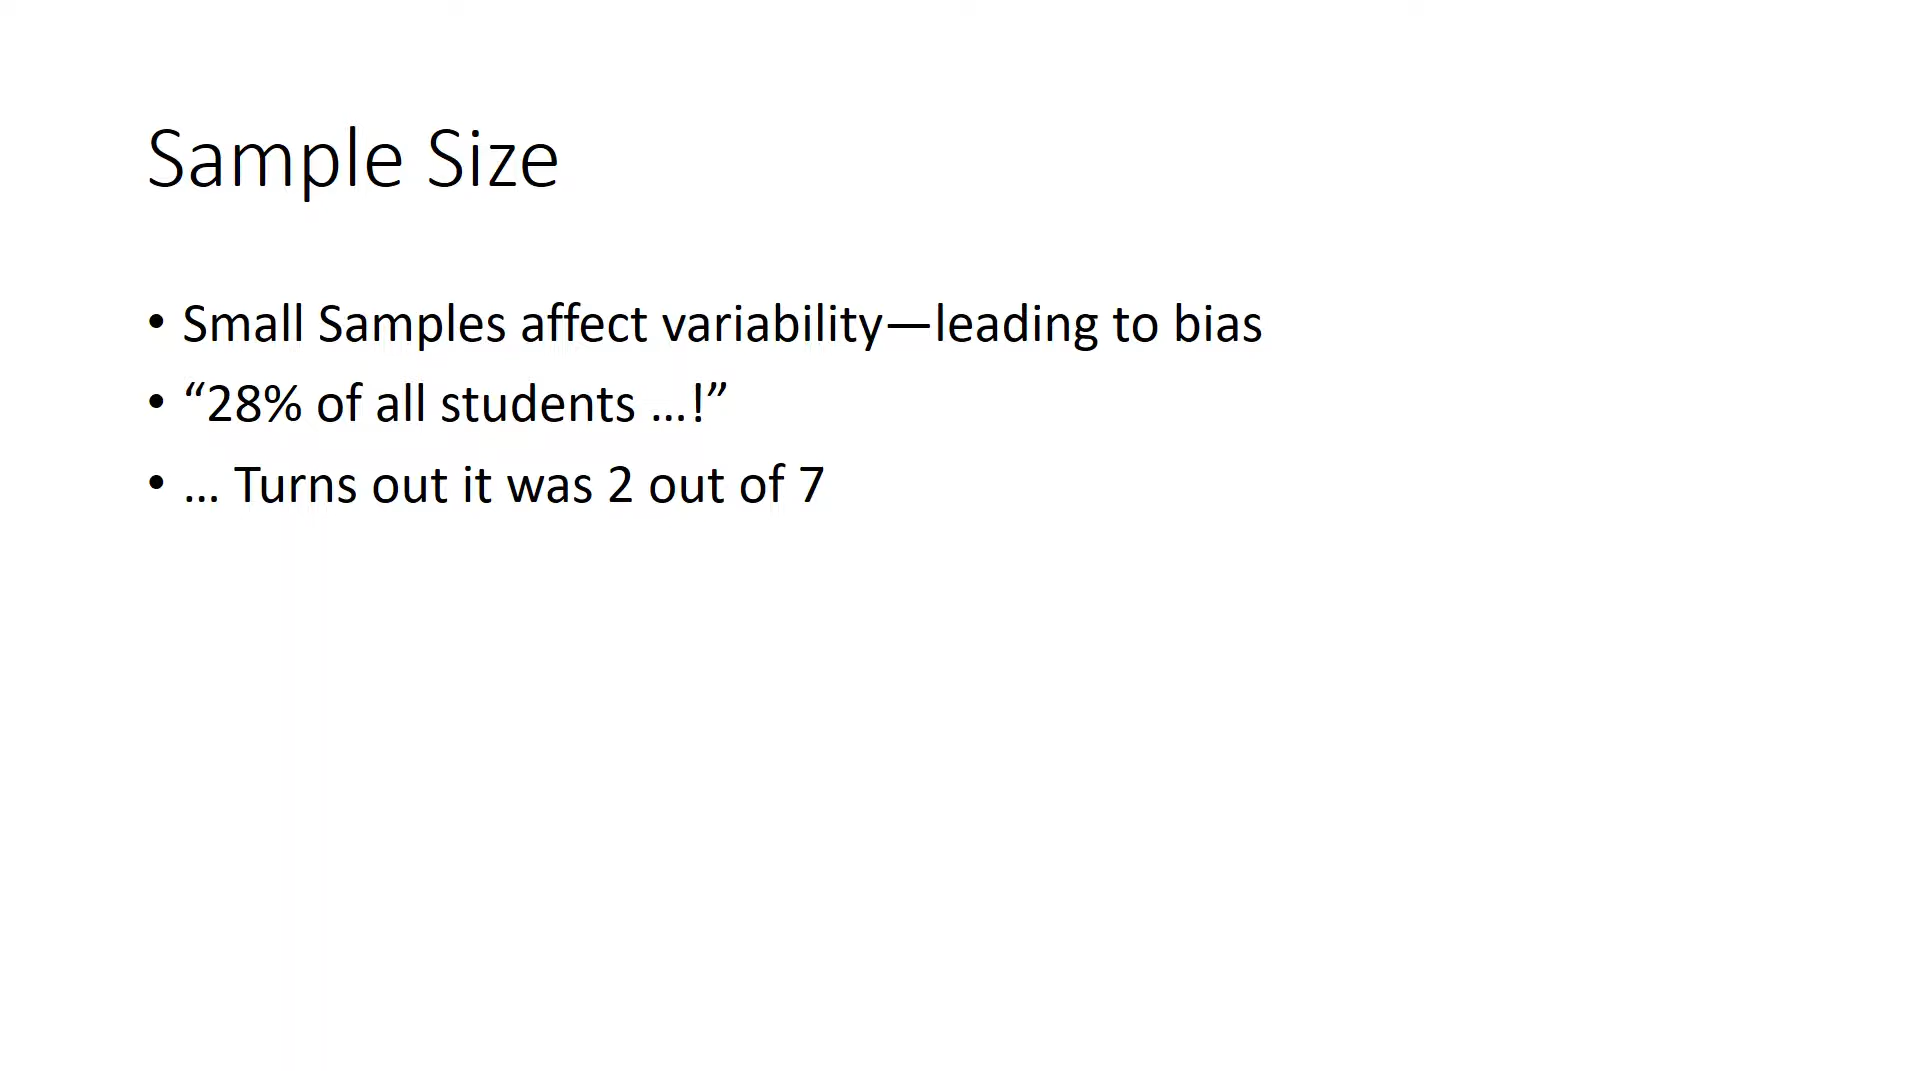 Sample Size
• Small Samples affect variability—leading to bias
• “28% of all students …!”
• … Turns out it was 2 out of 7